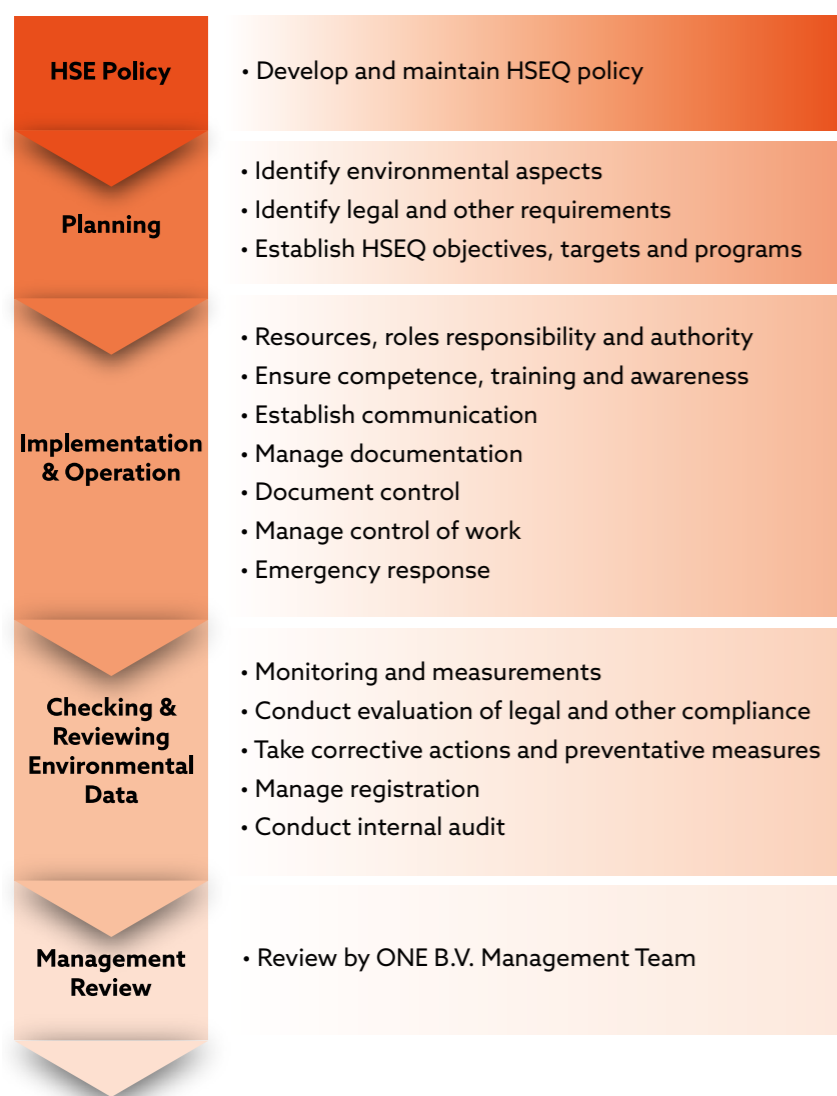 HSE Policy
• Develop and maintain HSEQ policy
Planning
• Identify environmental aspects
• Identify legal and other requirements
• Establish HSEQ objectives, targets and programs
Implementation
& Operation
• Resources, roles responsibility and authority
• Ensure competence, training and awareness
• Establish communication
• Manage documentation
• Document control
• Manage control of work
• Emergency response
Checking &
Reviewing
Environmental
Data
• Monitoring and measurements
• Conduct evaluation of legal and other compliance
• Take corrective actions and preventative measures
• Manage registration
• Conduct internal audit
Management
Review
• Review by ONE B.V. Management Team